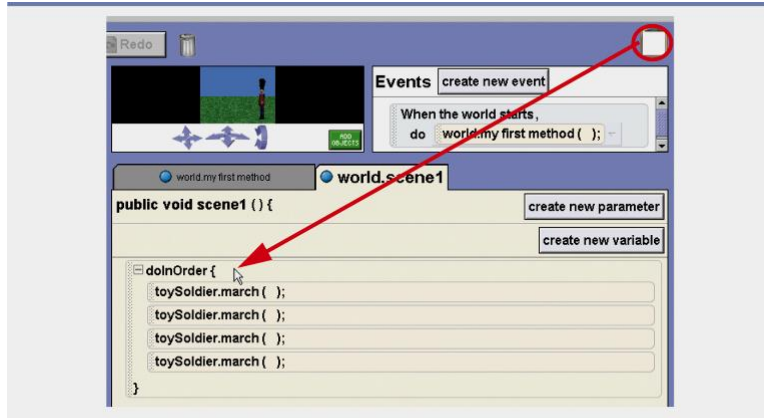 Redo
Events create new event
When the world starts,
do world.my first method ( );
ADD
OBJECTS
world.my first method
world.scene1
public void scene1 () {
create new parameter
create new variable
doInOrder {
toySoldier.march ( );
toySoldier.march ( );
toySoldier.march ( );
toySoldier.march ( );
}